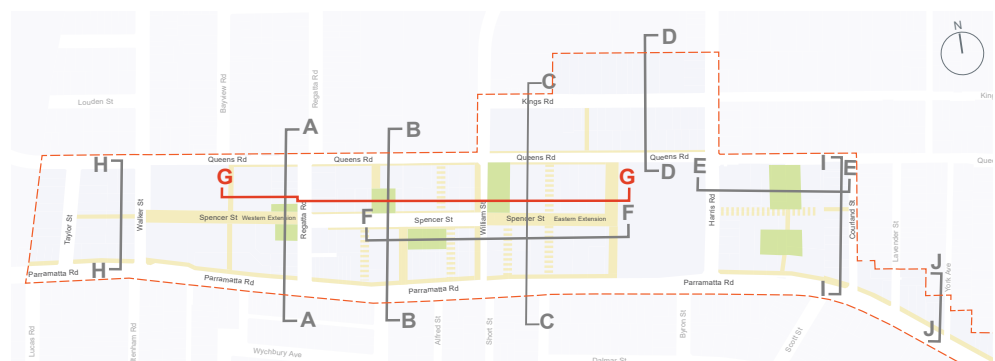 N
D
C
Kings Rd
Louden St
Bayview Rd
Regatta Rd
A
B
Queens Rd
Queens Rd
Queens Rd
Queens Rd
H
G
G
D
E
I
E
Taylor St
Walker St
Regatta Rd
William St
Harris Rd
Courland St
Spencer St Western Extension
F
Spencer St
Spencer St Eastern Extension
F
Lavender St
York Ave
H
Parramatta Rd
Parramatta Rd
Parramatta Rd
Parramatta Rd
I
J
J
A
B
C
Lucas Rd
Alfred St
Short St
Byron St
Scott St
Wychbury Ave